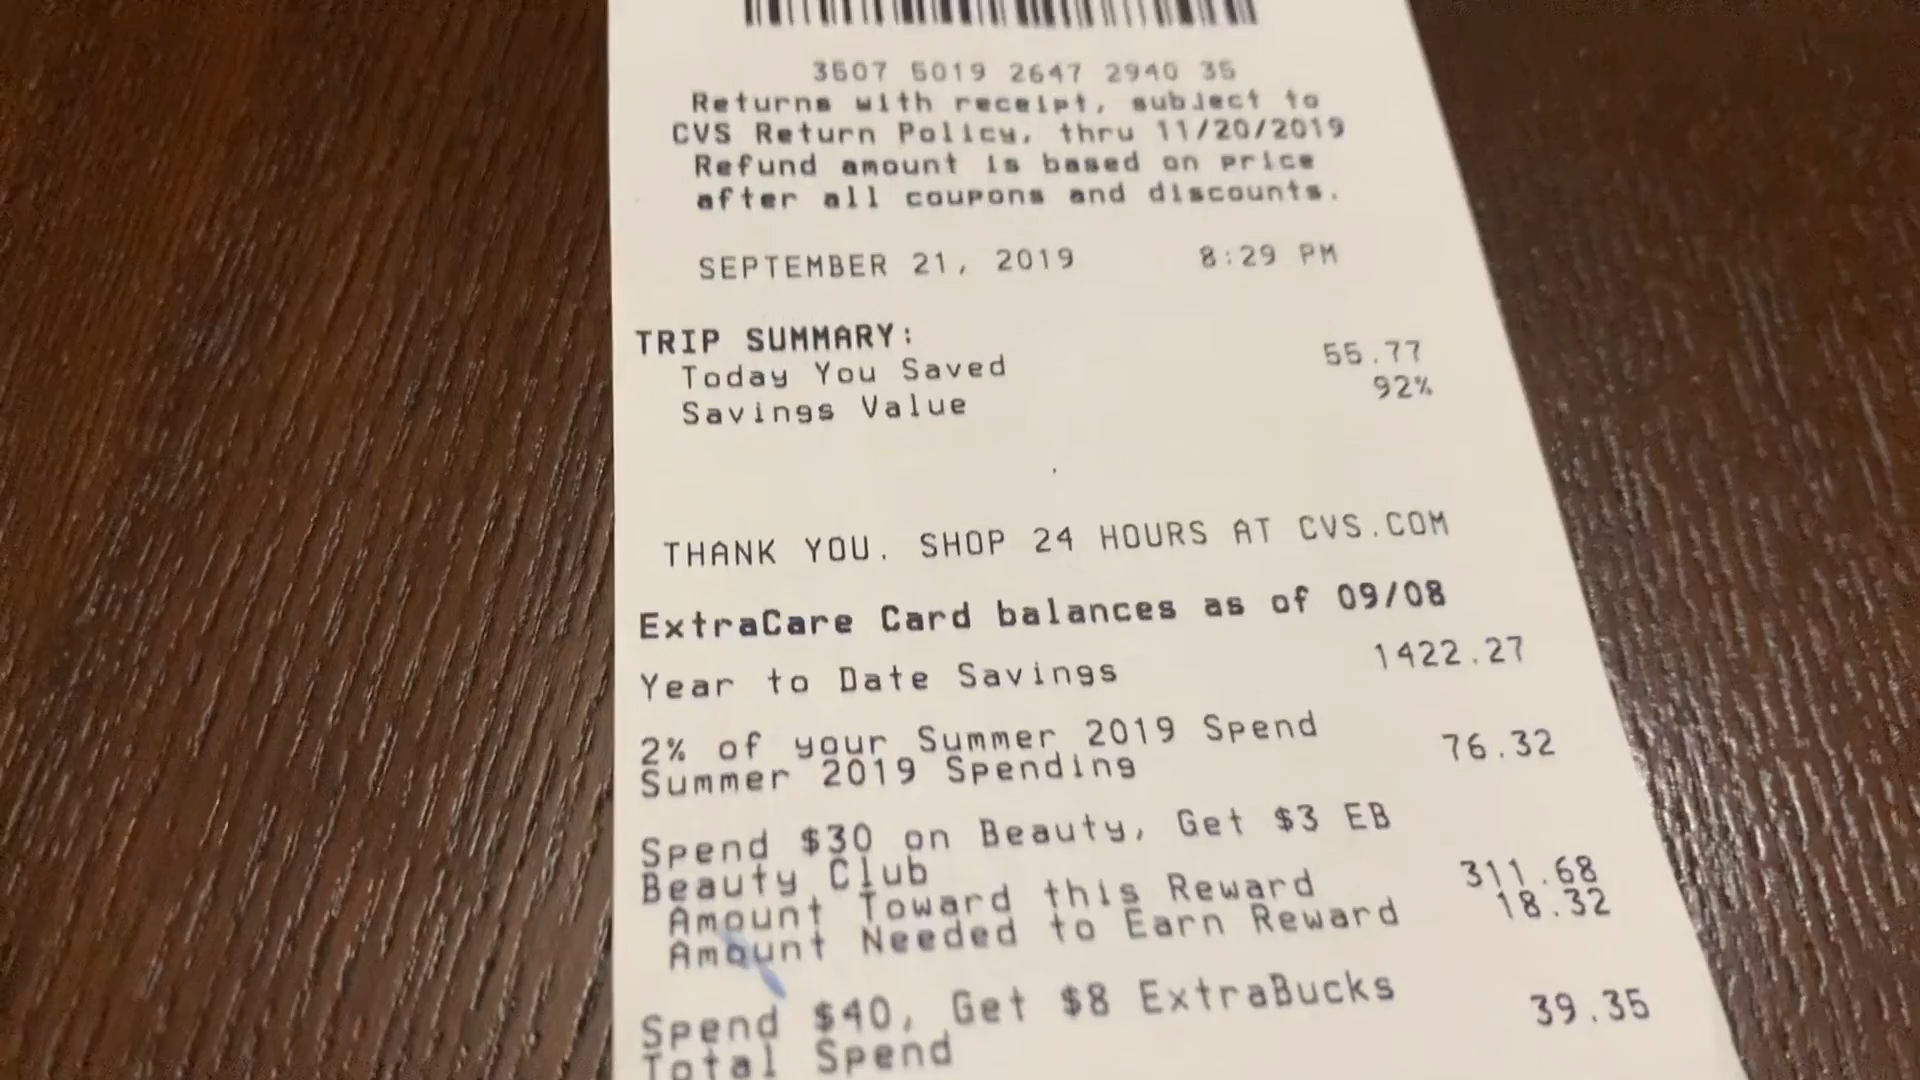 3507 5019 2647 2940 35
Returns with receipt, subject to
CVS Return Policy, thru 11/20/2019
Refund amount is based on price
after all coupons and discounts.
SEPTEMBER 21, 2019 8:29 PM
TRIP SUMMARY:
Today You Saved 55.77
Savings Value 92%
THANK YOU. SHOP 24 HOURS AT CVS.COM
ExtraCare Card balances as of 09/08
Year to Date Savings 1422.27
2% of your Summer 2019 Spend
Summer 2019 Spending 76.32
Spend $30 on Beauty, Get $3 EB
Beauty Club
Amount Toward this Reward 311.68
Amount Needed to Earn Reward 18.32
Spend $40, Get $8 ExtraBucks
Total Spend 39.35